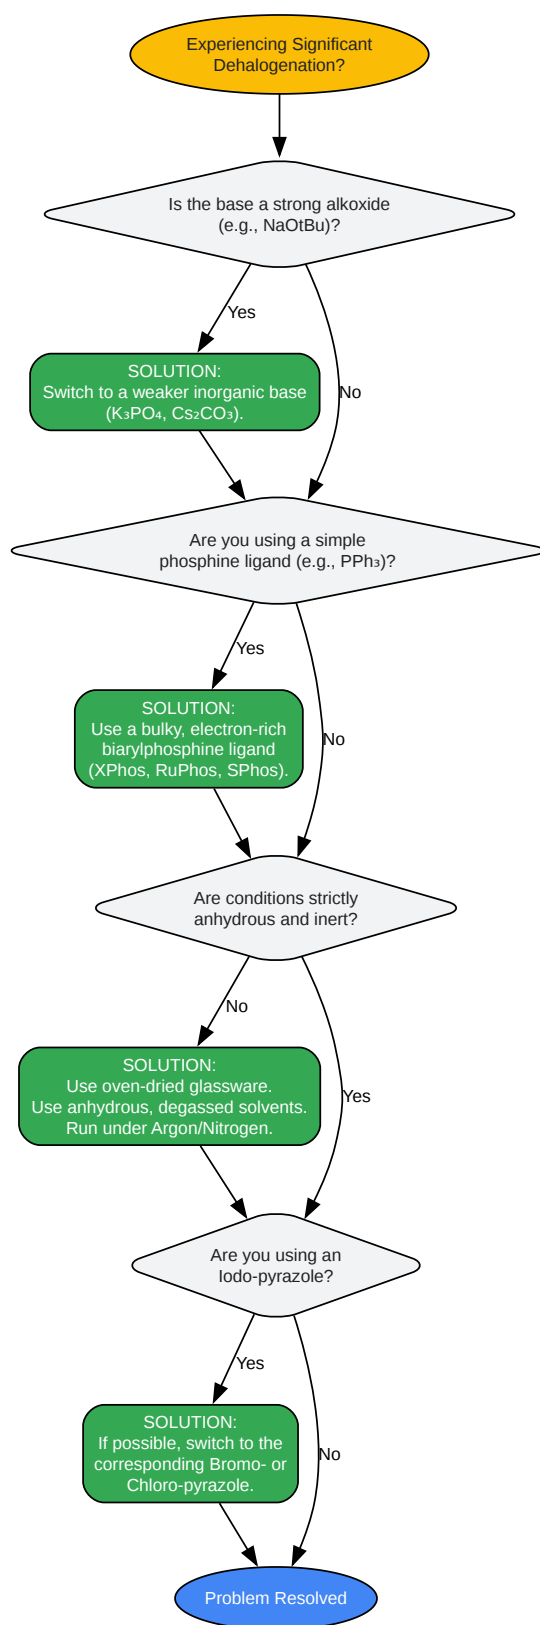 Experiencing Significant
Dehalogenation?
Is the base a strong alkoxide
(e.g., NaOtBu)?
Yes
SOLUTION:
Switch to a weaker inorganic base
(K₃PO₄, Cs₂CO₃).
No
Are you using a simple
phosphine ligand (e.g., PPh₃)?
Yes
SOLUTION:
Use a bulky, electron-rich
biarylphosphine ligand
(XPhos, RuPhos, SPhos).
No
Are conditions strictly
anhydrous and inert?
No
SOLUTION:
Use oven-dried glassware.
Use anhydrous, degassed solvents.
Run under Argon/Nitrogen.
Yes
Are you using an
Iodo-pyrazole?
Yes
SOLUTION:
If possible, switch to the
corresponding Bromo- or
Chloro-pyrazole.
No
Problem Resolved